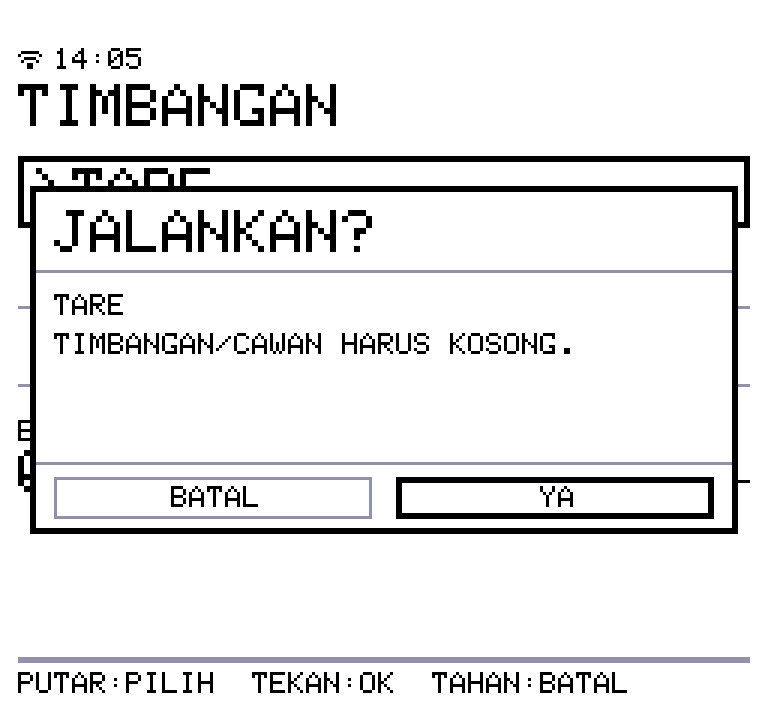 14:05
TIMBANGAN
JALANKAN?
TARE
TIMBANGAN/CAWAN HARUS KOSONG.
BATAL YA
PUTAR:PILIH TEKAN:OK TAHAN:BATAL